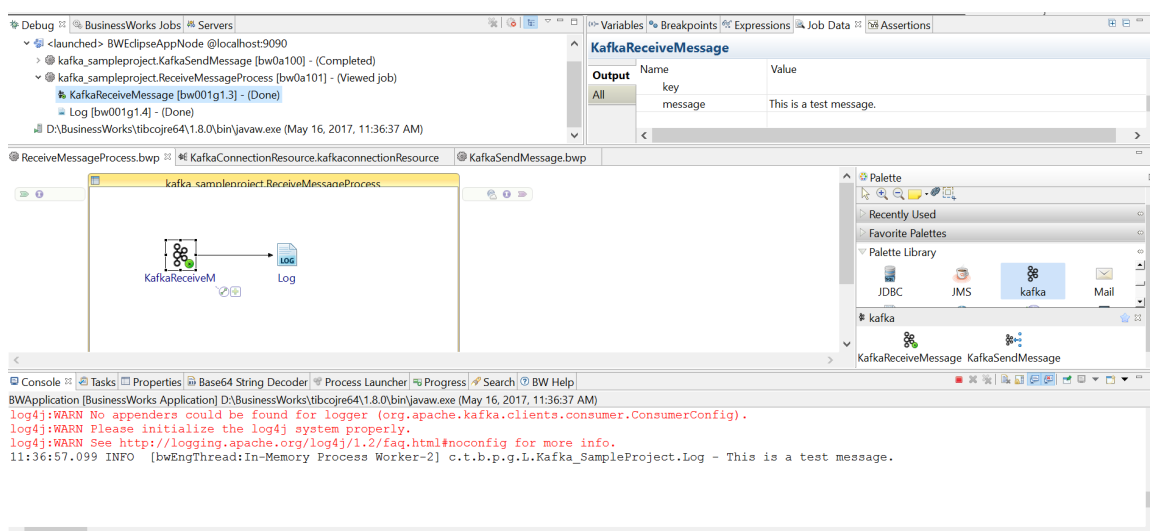 Debug BusinessWorks Jobs Servers
<launched> BWEclipseAppNode @localhost:9090
kafka_sampleproject.KafkaSendMessage [bw0a100] - (Completed)
kafka_sampleproject.ReceiveMessageProcess [bw0a101] - (Viewed job)
KafkaReceiveMessage [bw001g1.3] - (Done)
Log [bw001g1.4] - (Done)
D:\BusinessWorks\tibcojre64\1.8.0\bin\javaw.exe (May 16, 2017, 11:36:37 AM)
Variables Breakpoints Expressions Job Data Assertions
KafkaReceiveMessage
Output
All
Name Value
key
message This is a test message.
ReceiveMessageProcess.bwp KafkaConnectionResource.kafkaconnectionResource KafkaSendMessage.bwp
kafka_sampleproject.ReceiveMessageProcess
LOG
KafkaReceiveM Log
Palette
Recently Used
Favorite Palettes
Palette Library
JDBC JMS kafka Mail
kafka
KafkaReceiveMessage KafkaSendMessage
Console Tasks Properties Base64 String Decoder Process Launcher Progress Search BW Help
BWApplication [BusinessWorks Application] D:\BusinessWorks\tibcojre64\1.8.0\bin\javaw.exe (May 16, 2017, 11:36:37 AM)
log4j:WARN No appenders could be found for logger (org.apache.kafka.clients.consumer.ConsumerConfig).
log4j:WARN Please initialize the log4j system properly.
log4j:WARN See http://logging.apache.org/log4j/1.2/faq.html#noconfig for more info.
11:36:57.099 INFO [bwEngThread:In-Memory Process Worker-2] c.t.b.p.g.L.Kafka_SampleProject.Log - This is a test message.